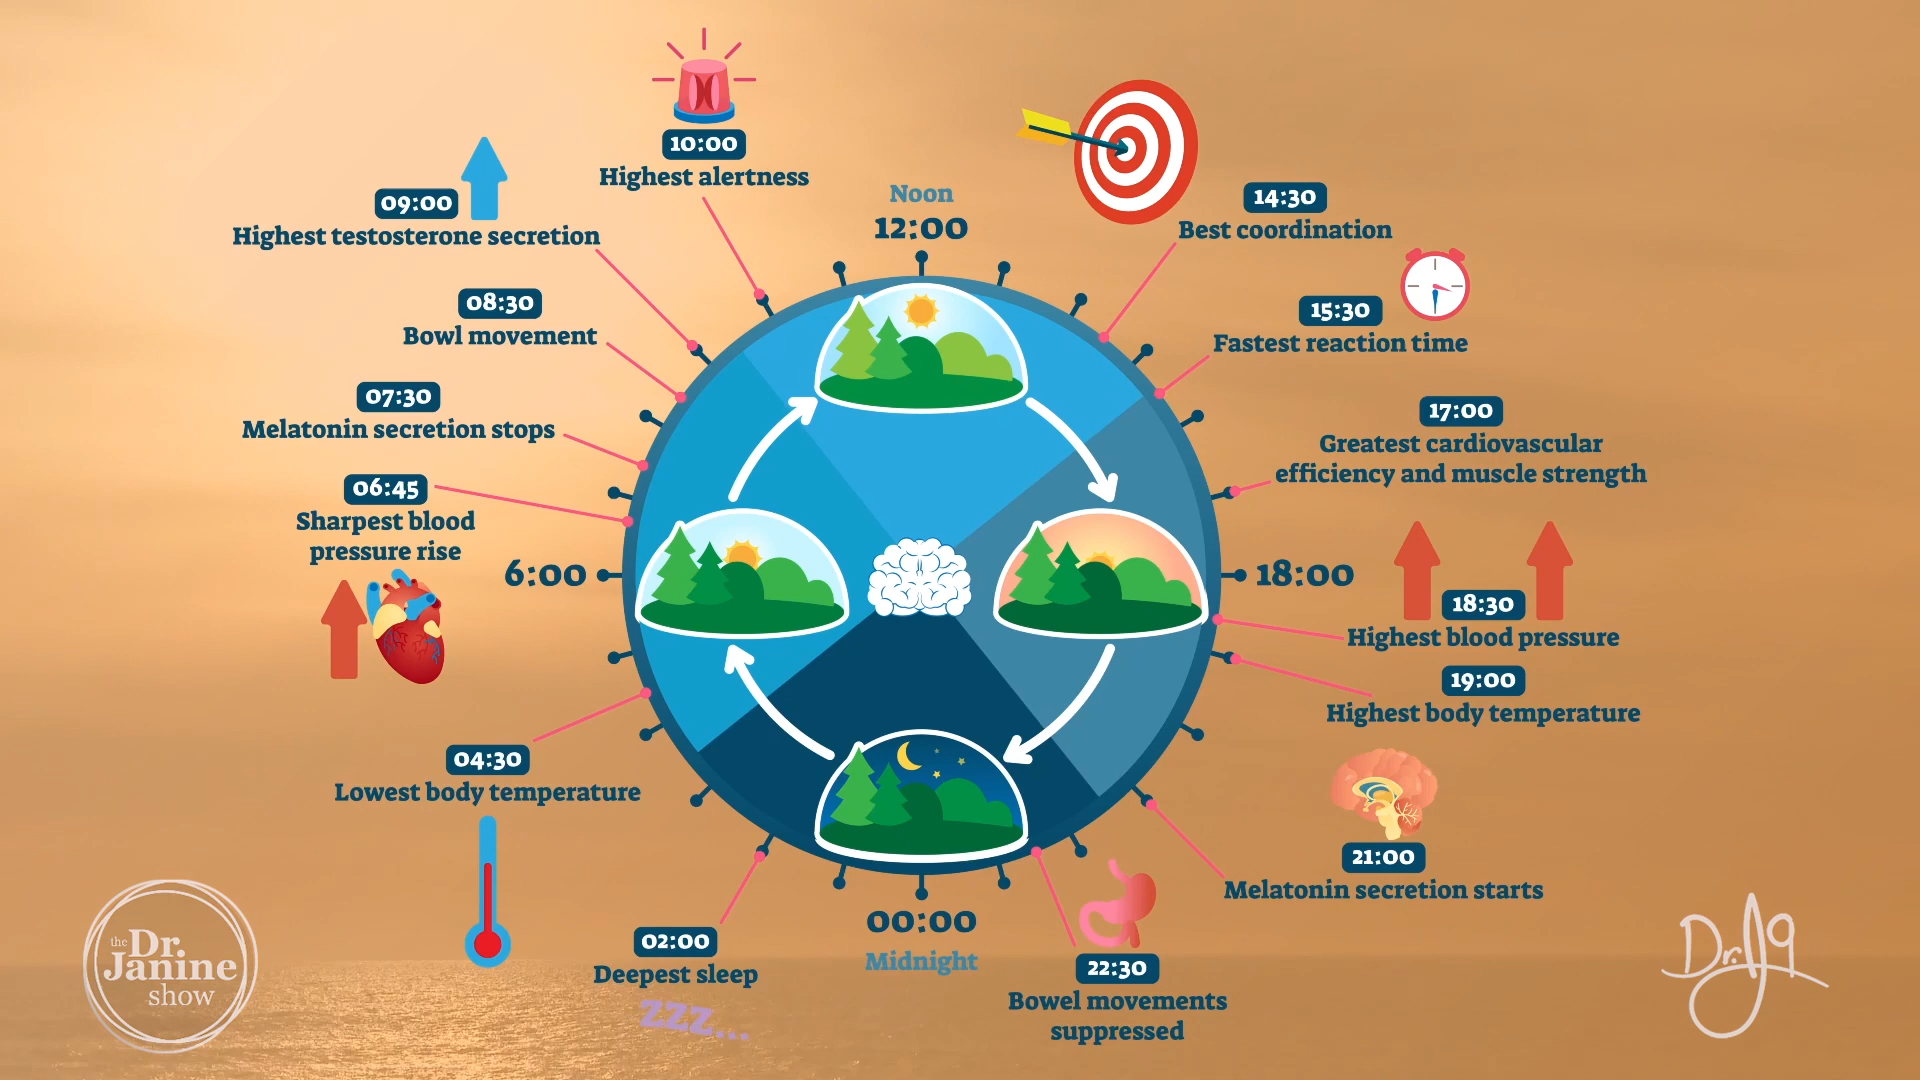 10:00
Highest alertness
09:00
Highest testosterone secretion
Noon
12:00
14:30
Best coordination
08:30
Bowl movement
15:30
Fastest reaction time
07:30
Melatonin secretion stops
17:00
Greatest cardiovascular
efficiency and muscle strength
06:45
Sharpest blood
pressure rise
6:00
18:00
18:30
Highest blood pressure
19:00
Highest body temperature
04:30
Lowest body temperature
21:00
Melatonin secretion starts
00:00
Midnight
02:00
Deepest sleep
zzz...
22:30
Bowel movements
suppressed
the Dr.
Janine
show
Dr. J9